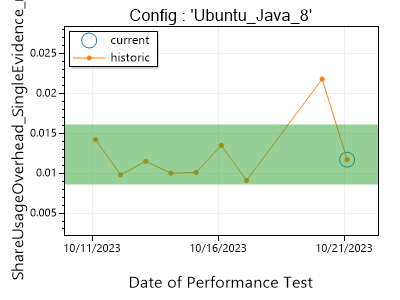 Config : 'Ubuntu_Java_8'
current
historic
ShareUsageOverhead_SingleEvidence_
0.025
0.02
0.015
0.01
0.005
10/11/2023
10/16/2023
10/21/2023
Date of Performance Test